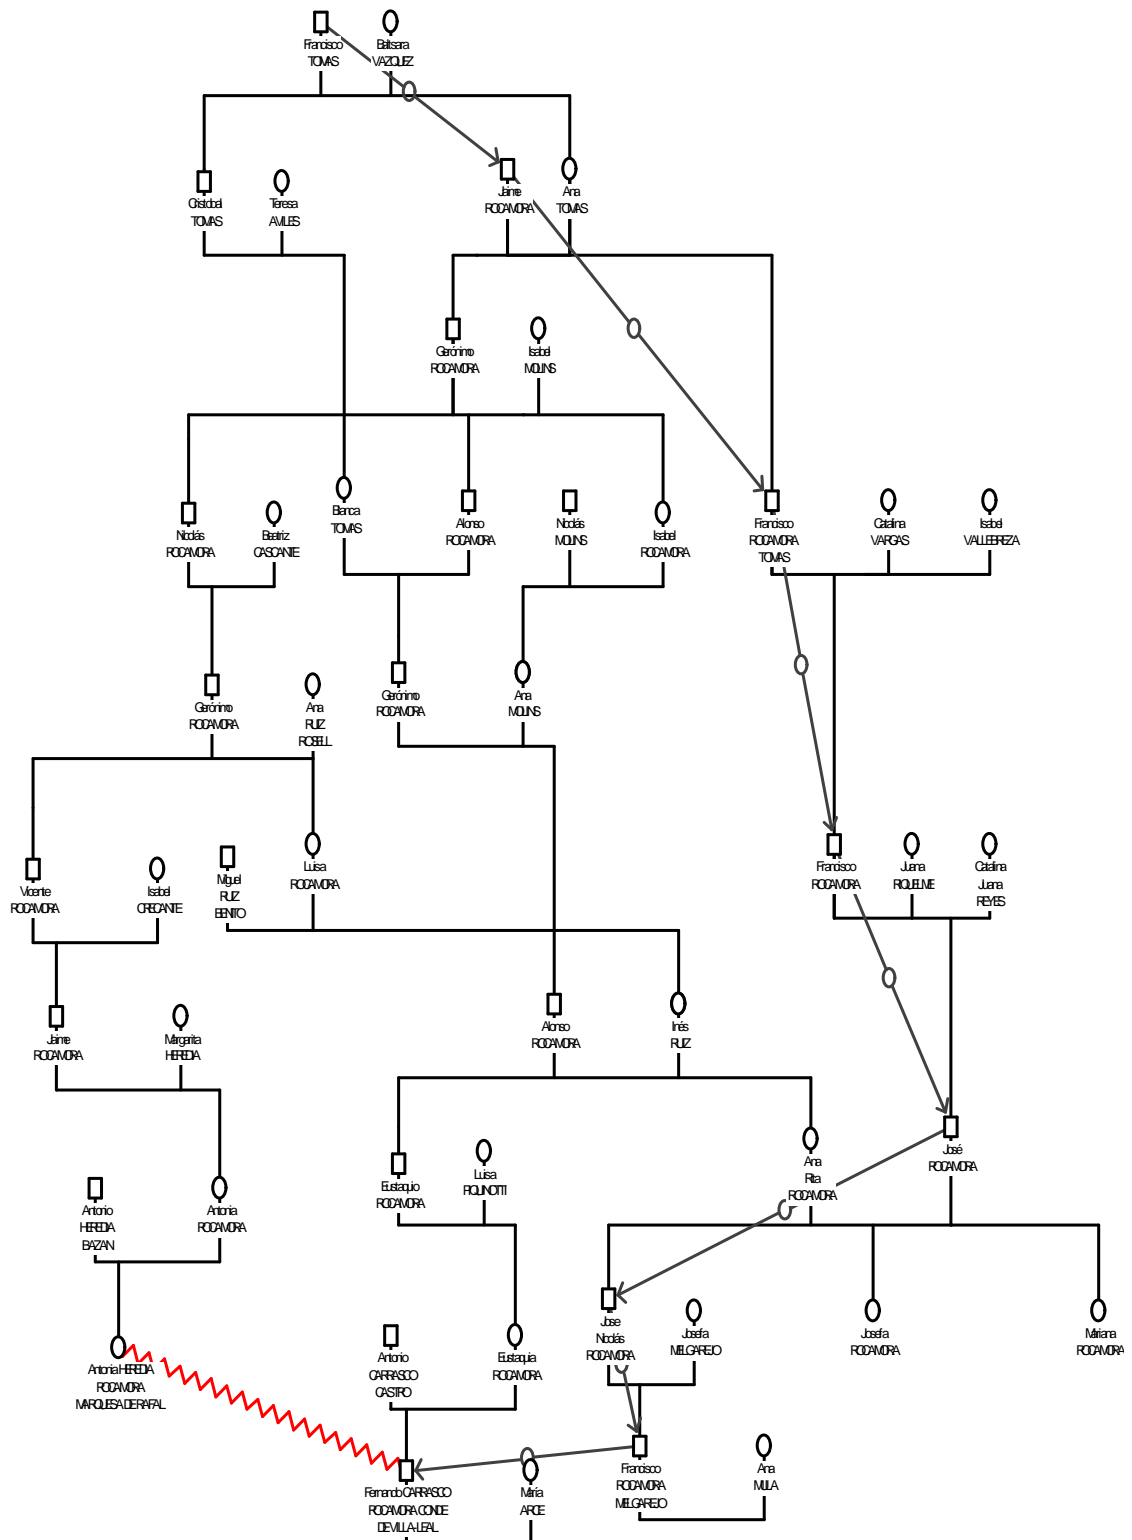 Francisco
TOMAS
Baltsara
VAZQUEZ
Cristobal
TOMAS
Teresa
AVILES
Jaime
ROCAMORA
Ana
TOMAS
Gerónimo
ROCAMORA
Isabel
MOLINS
Nicolás
ROCAMORA
Beatriz
CASCANTE
Blanca
TOMAS
Alonso
ROCAMORA
Nicolás
MOLINS
Isabel
ROCAMORA
Francisco
ROCAMORA
TOMAS
Catalina
VARGAS
Isabel
VALLEBREZA
Gerónimo
ROCAMORA
Ana
RUIZ
ROSELL
Gerónimo
ROCAMORA
Ana
MOLINS
Vicente
ROCAMORA
Isabel
CRECANTE
Miguel
RUIZ
BENITO
Luisa
ROCAMORA
Francisco
ROCAMORA
Juana
RIQUELME
Catalina
Juana
REYES
Jaime
ROCAMORA
Margarita
HEREDIA
Alonso
ROCAMORA
Inés
RUIZ
Antonio
HEREDIA
BAZAN
Antonia
ROCAMORA
Eustaquio
ROCAMORA
Luisa
PIQUINOTTI
Ana
Rita
ROCAMORA
José
ROCAMORA
Antonia HEREDIA
ROCAMORA
MARQUESA DE RAFAL
Antonio
CARRASCO
CASTRO
Eustaquia
ROCAMORA
Jose
Nicolás
ROCAMORA
Josefa
MELGAREJO
Josefa
ROCAMORA
Mariana
ROCAMORA
Fernando CARRASCO
ROCAMORA CONDE
DE VILLA-LEAL
María
ARCE
Francisco
ROCAMORA
MELGAREJO
Ana
MULA